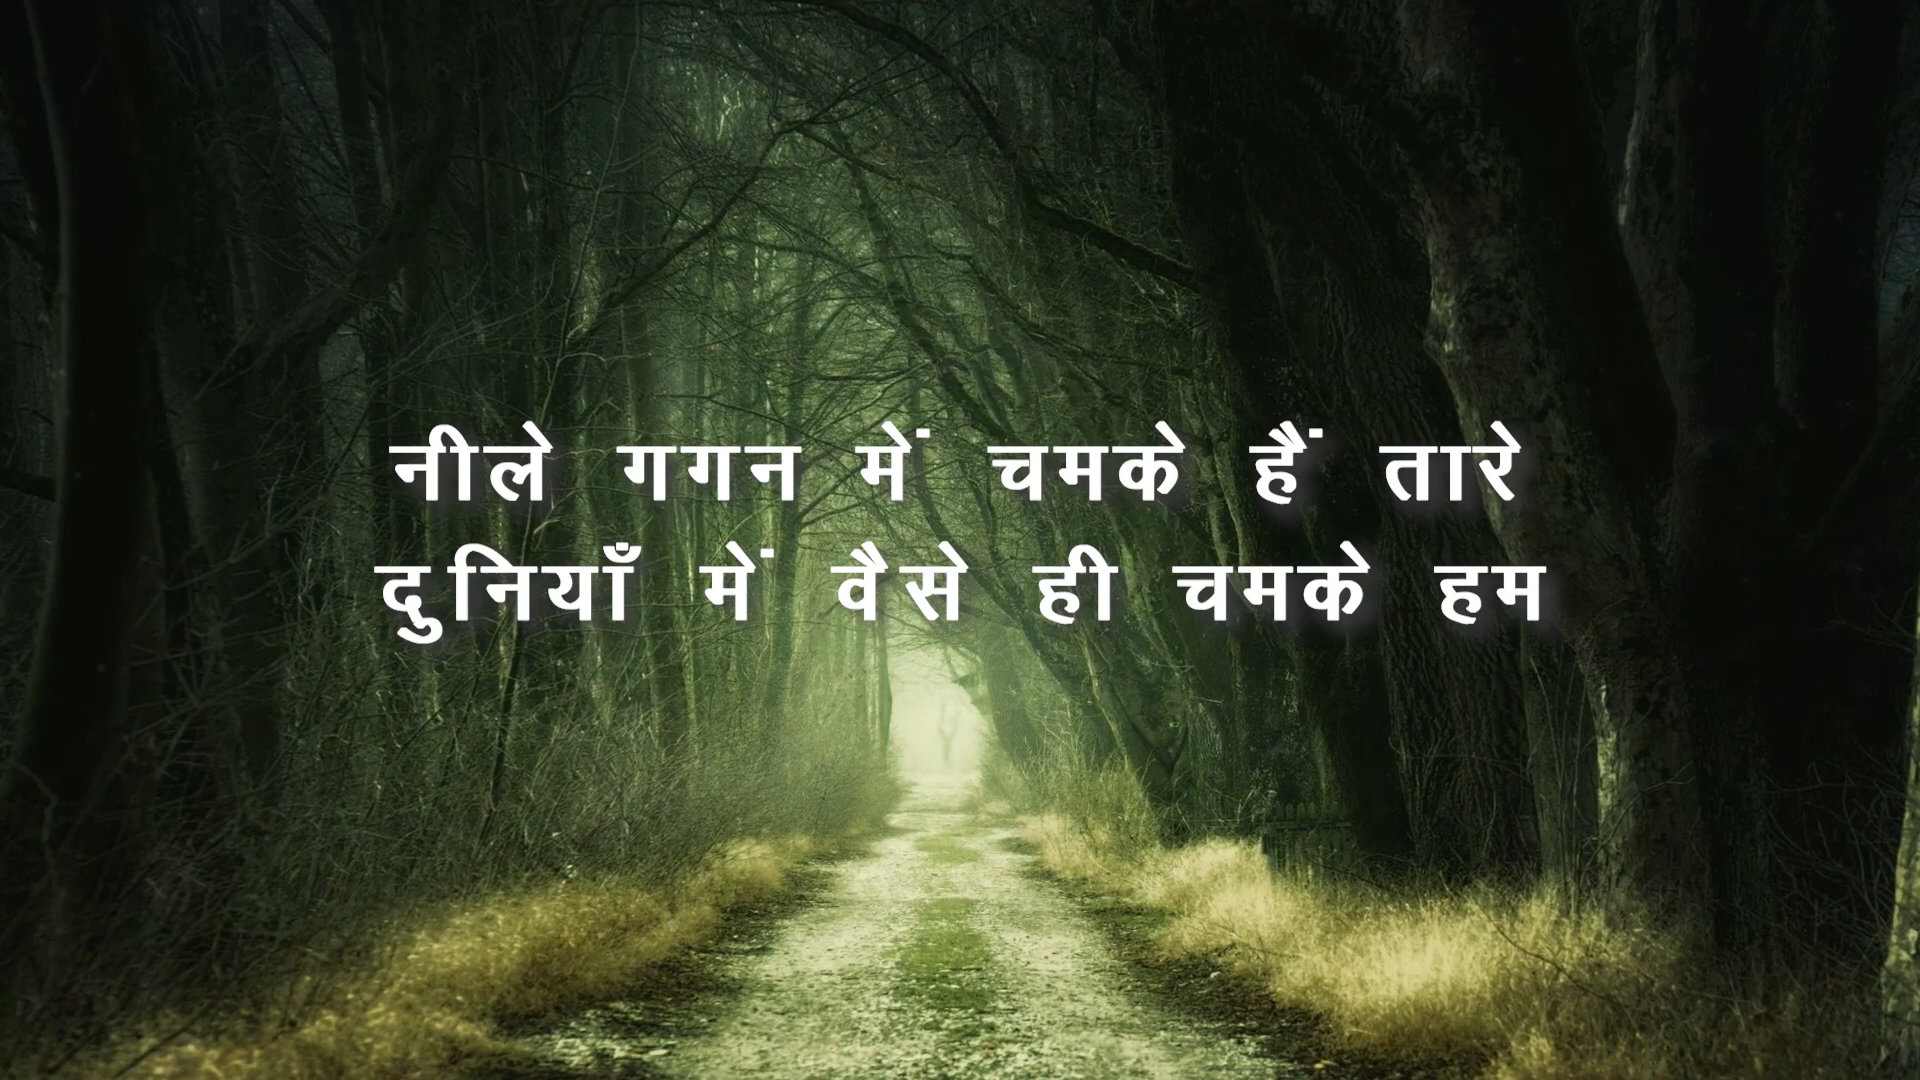 नीले गगन में चमके हैं तारे
दुनियाँ में वैसे ही चमके हम